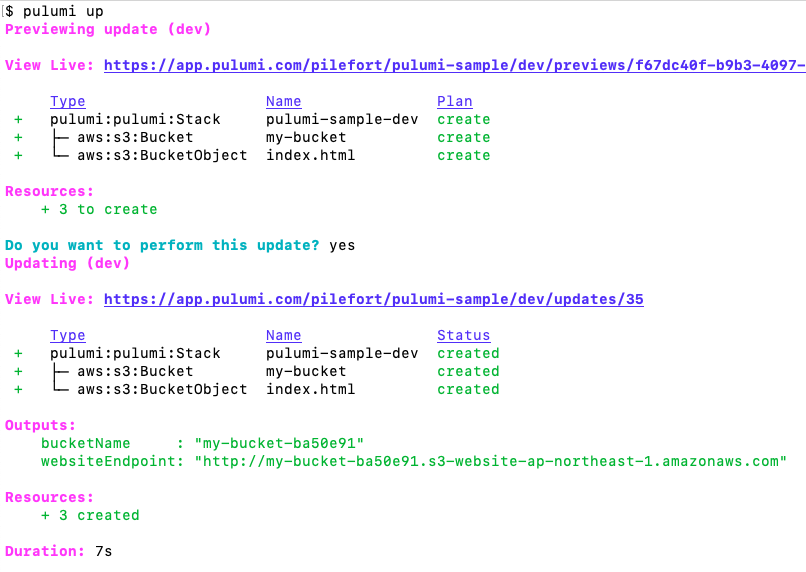 $ pulumi up
Previewing update (dev)
View Live: https://app.pulumi.com/pilefort/pulumi-sample/dev/previews/f67dc40f-b9b3-4097-
Type Name Plan
+ pulumi:pulumi:Stack pulumi-sample-dev create
+ ├─ aws:s3:Bucket my-bucket create
+ └─ aws:s3:BucketObject index.html create
Resources:
+ 3 to create
Do you want to perform this update? yes
Updating (dev)
View Live: https://app.pulumi.com/pilefort/pulumi-sample/dev/updates/35
Type Name Status
+ pulumi:pulumi:Stack pulumi-sample-dev created
+ ├─ aws:s3:Bucket my-bucket created
+ └─ aws:s3:BucketObject index.html created
Outputs:
bucketName : "my-bucket-ba50e91"
websiteEndpoint: "http://my-bucket-ba50e91.s3-website-ap-northeast-1.amazonaws.com"
Resources:
+ 3 created
Duration: 7s